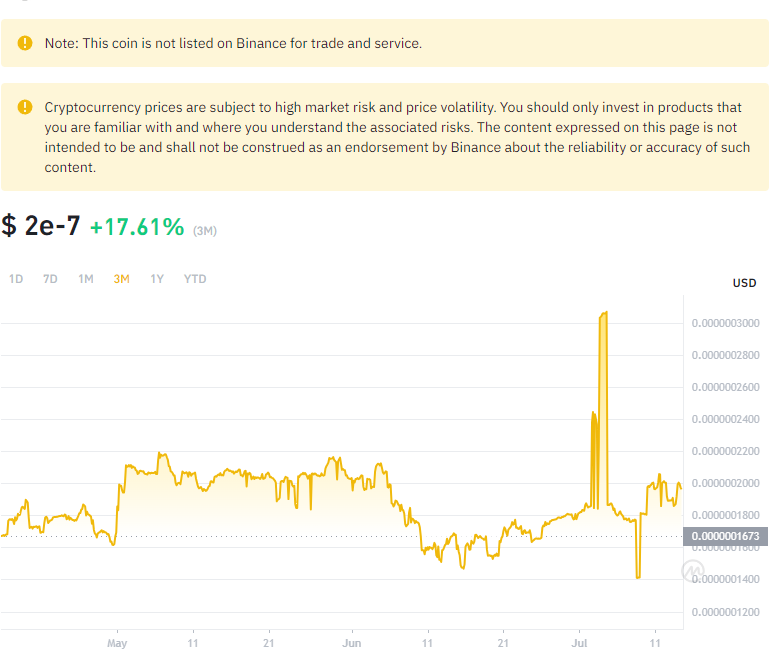 Note: This coin is not listed on Binance for trade and service.
Cryptocurrency prices are subject to high market risk and price volatility. You should only invest in products that
you are familiar with and where you understand the associated risks. The content expressed on this page is not
intended to be and shall not be construed as an endorsement by Binance about the reliability or accuracy of such
content.
$ 2e-7 +17.61% (3M)
1D 7D 1M 3M 1Y YTD
USD
0.0000003000
0.0000002800
0.0000002600
0.0000002400
0.0000002200
0.0000002000
0.0000001800
0.0000001673
0.0000001600
0.0000001400
0.0000001200
May 11 21 Jun 11 21 Jul 11